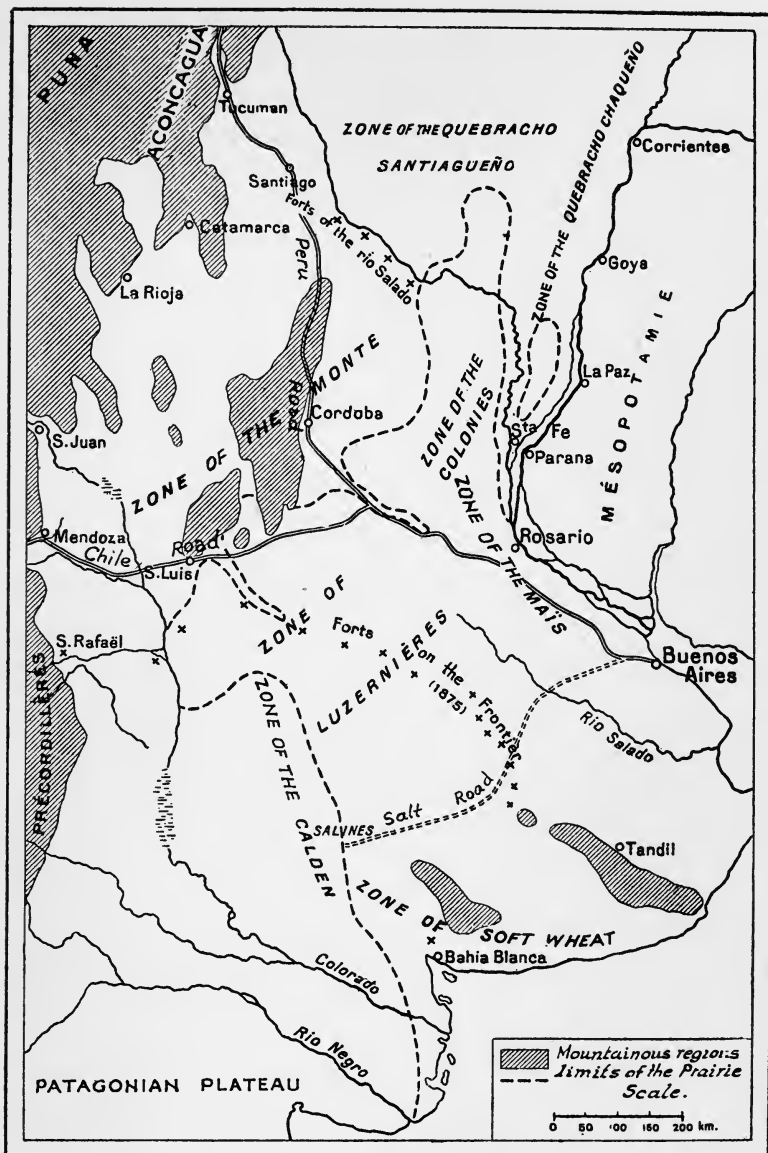 PUNA
ACONCAGUA
Tucuman
ZONE OF THE QUEBRACHO
SANTIAGUEÑO
ZONE OF THE QUEBRACHO CHAQUEÑO
Corrientes
Santiago
Forts of the rio Salado
Catamarca
Peru
Road
Goya
La Rioja
MÉSOPOTAMIE
La Paz
ZONE OF THE MONTE
Cordoba
ZONE OF THE
COLONIES
Sta Fe
Parana
S. Juan
ZONE OF THE MAÏS
Rosario
Mendoza
Chile Road
S. Luis
ZONE OF
LUZERNIÉRES
Forts on the Frontier
(1875)
S. Rafaël
Buenos
Aires
PRÉCORDILLÈRES
ZONE OF THE CALDEN
Rio Salado
Salt Road
SALINES
Tandil
ZONE OF
SOFT WHEAT
Bahia Blanca
Colorado
Rio Negro
PATAGONIAN PLATEAU
Mountainous regions
limits of the Prairie
Scale.
0 50 100 150 200 km.